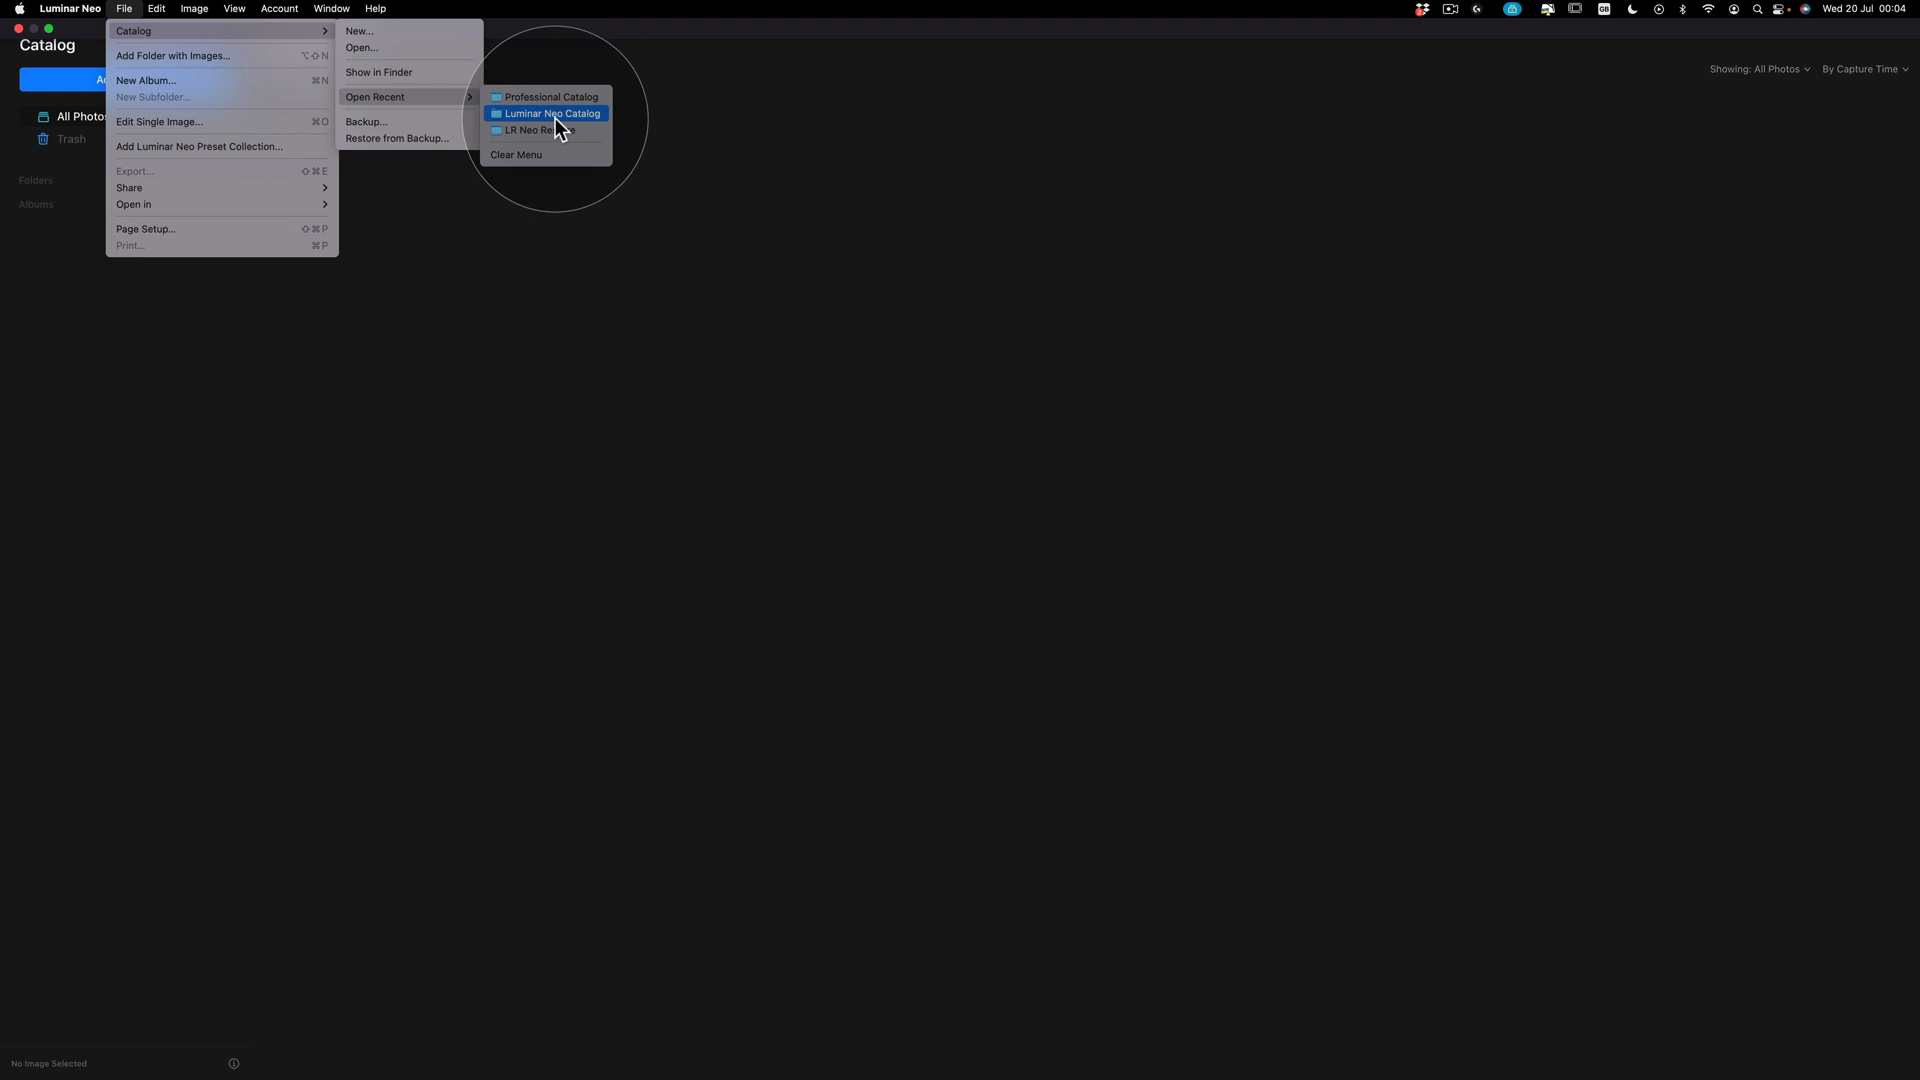 Luminar Neo File Edit Image View Account Window Help GB Wed 20 Jul 00:04
Catalog
Showing: All Photos By Capture Time
All Photos
Trash
Folders
Albums
Catalog
Add Folder with Images... ⌥⇧N
New Album... ⌘N
New Subfolder...
Edit Single Image... ⌘O
Add Luminar Neo Preset Collection...
Export... ⇧⌘E
Share
Open in
Page Setup... ⇧⌘P
Print... ⌘P
New...
Open...
Show in Finder
Open Recent
Backup...
Restore from Backup...
Professional Catalog
Luminar Neo Catalog
LR Neo
Clear Menu
No Image Selected